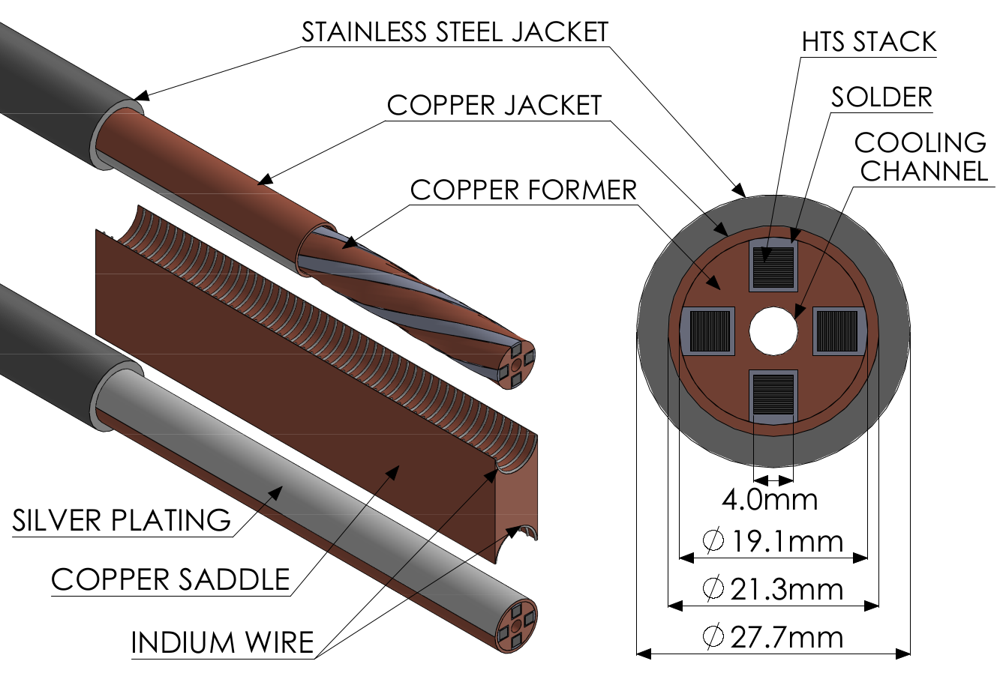 STAINLESS STEEL JACKET
HTS STACK
COPPER JACKET
SOLDER
COOLING
CHANNEL
COPPER FORMER
SILVER PLATING
COPPER SADDLE
INDIUM WIRE
4.0mm
∅ 19.1mm
∅ 21.3mm
∅ 27.7mm